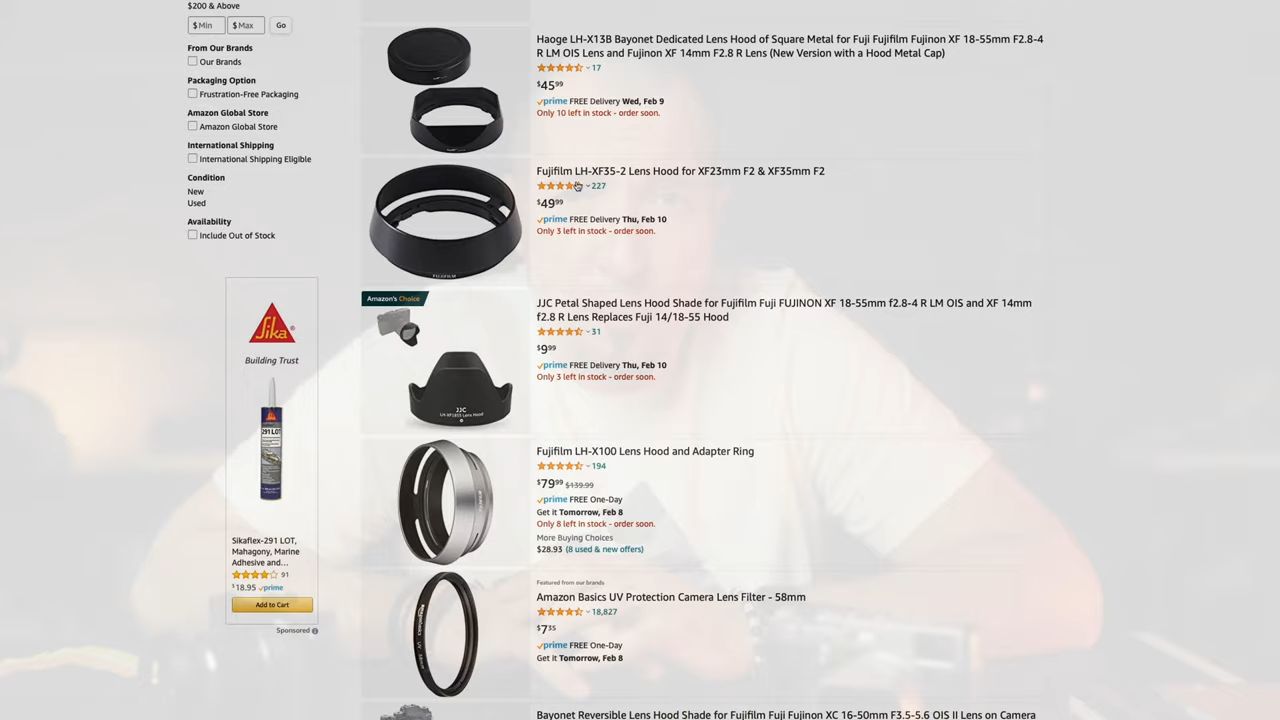 $200 & Above
$ Min $ Max Go
From Our Brands
Our Brands
Packaging Option
Frustration-Free Packaging
Amazon Global Store
Amazon Global Store
International Shipping
International Shipping Eligible
Condition
New
Used
Availability
Include Out of Stock
Sika®
Building Trust
291 LOT
Sikaflex-291 LOT,
Mahagony, Marine
Adhesive and...
91
$18.95 prime
Add to Cart
Sponsored
Haoge LH-X13B Bayonet Dedicated Lens Hood of Square Metal for Fuji Fujifilm Fujinon XF 18-55mm F2.8-4
R LM OIS Lens and Fujinon XF 14mm F2.8 R Lens (New Version with a Hood Metal Cap)
17
$45.99
prime FREE Delivery Wed, Feb 9
Only 10 left in stock - order soon.
FUJIFILM
Fujifilm LH-XF35-2 Lens Hood for XF23mm F2 & XF35mm F2
227
$49.99
prime FREE Delivery Thu, Feb 10
Only 3 left in stock - order soon.
Amazon's Choice
JJC
LH-XF1855 Lens Hood
JJC Petal Shaped Lens Hood Shade for Fujifilm Fuji FUJINON XF 18-55mm f2.8-4 R LM OIS and XF 14mm
f2.8 R Lens Replaces Fuji 14/18-55 Hood
31
$9.99
prime FREE Delivery Thu, Feb 10
Only 3 left in stock - order soon.
Fujifilm LH-X100 Lens Hood and Adapter Ring
194
$79.99 $139.99
prime FREE One-Day
Get it Tomorrow, Feb 8
Only 8 left in stock - order soon.
More Buying Choices
$28.93 (8 used & new offers)
Featured from our brands
Amazon Basics UV Protection Camera Lens Filter - 58mm
18,827
$7.35
prime FREE One-Day
Get it Tomorrow, Feb 8
Bayonet Reversible Lens Hood Shade for Fujifilm Fuji Fujinon XC 16-50mm F3.5-5.6 OIS II Lens on Camera